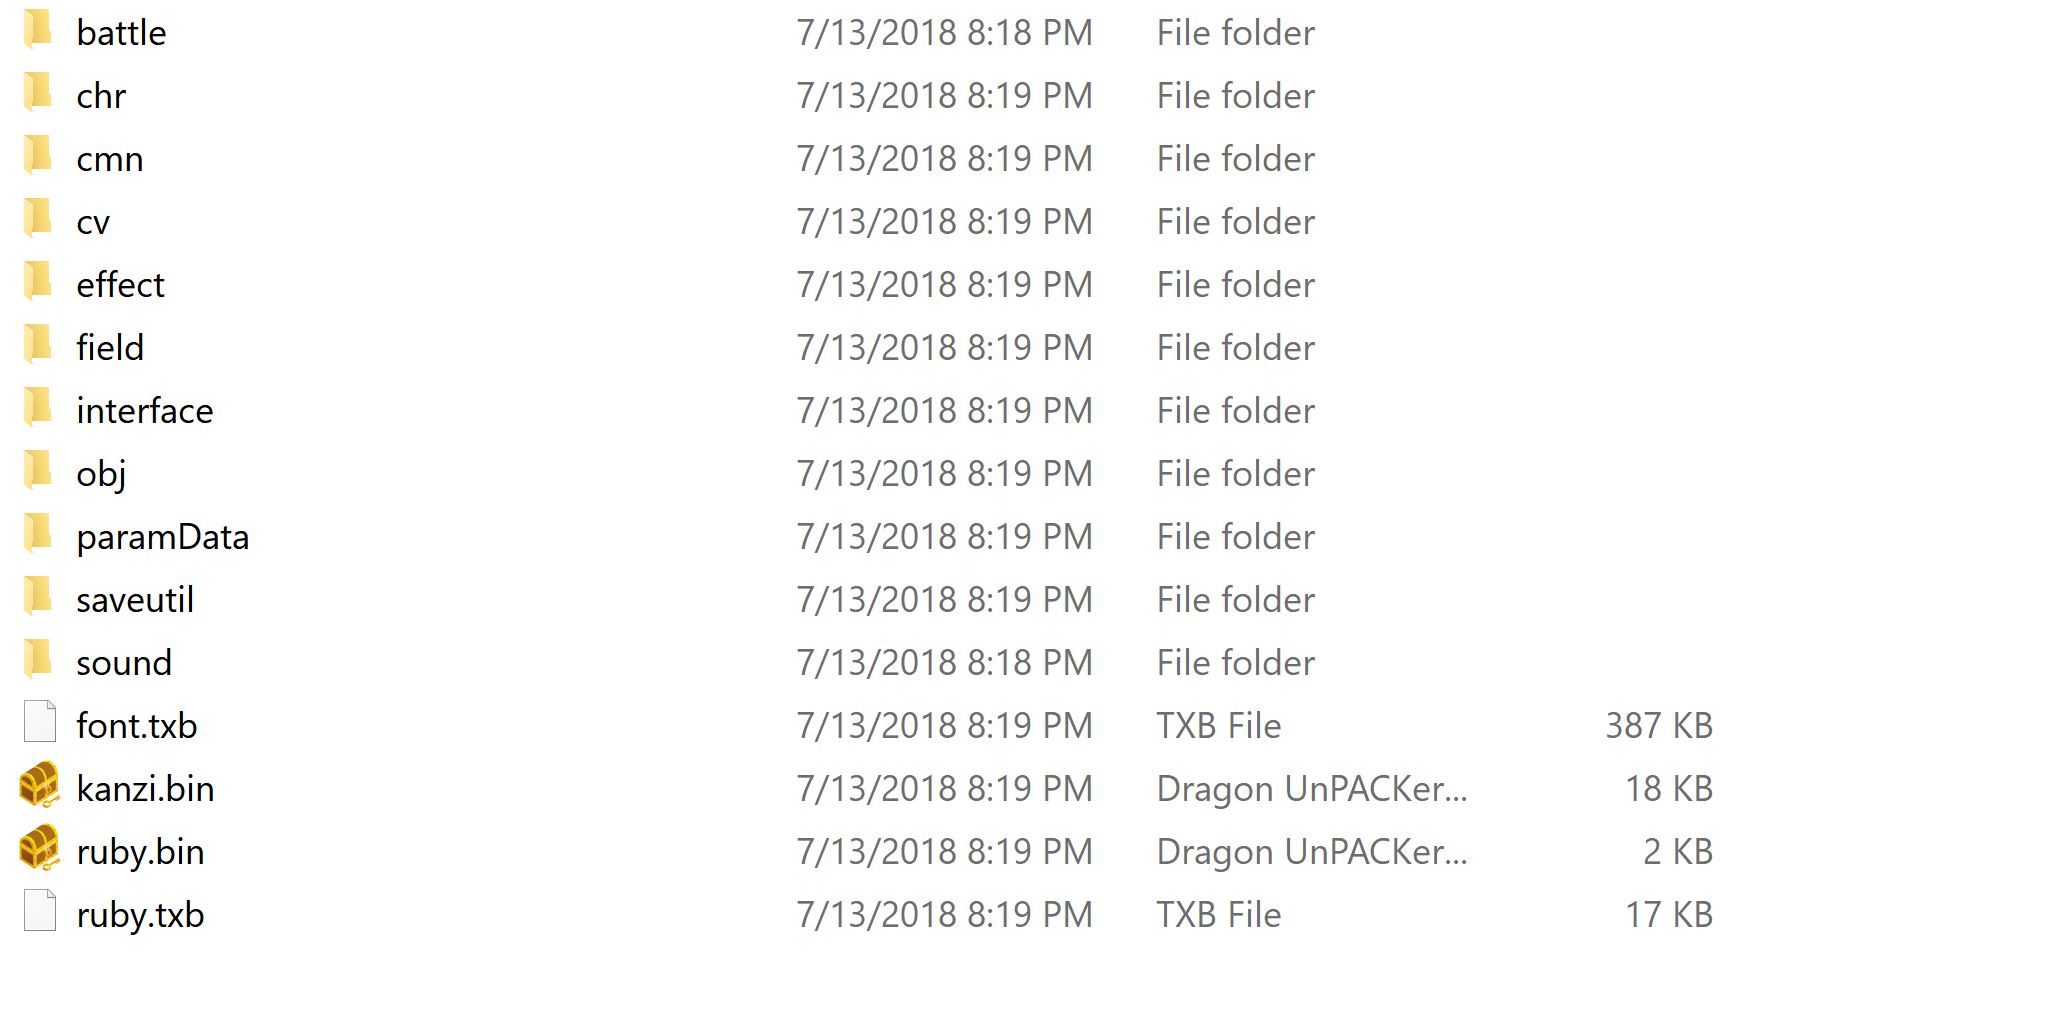 battle 7/13/2018 8:18 PM File folder
chr 7/13/2018 8:19 PM File folder
cmn 7/13/2018 8:19 PM File folder
cv 7/13/2018 8:19 PM File folder
effect 7/13/2018 8:19 PM File folder
field 7/13/2018 8:19 PM File folder
interface 7/13/2018 8:19 PM File folder
obj 7/13/2018 8:19 PM File folder
paramData 7/13/2018 8:19 PM File folder
saveutil 7/13/2018 8:19 PM File folder
sound 7/13/2018 8:18 PM File folder
font.txb 7/13/2018 8:19 PM TXB File 387 KB
kanzi.bin 7/13/2018 8:19 PM Dragon UnPACKer... 18 KB
ruby.bin 7/13/2018 8:19 PM Dragon UnPACKer... 2 KB
ruby.txb 7/13/2018 8:19 PM TXB File 17 KB